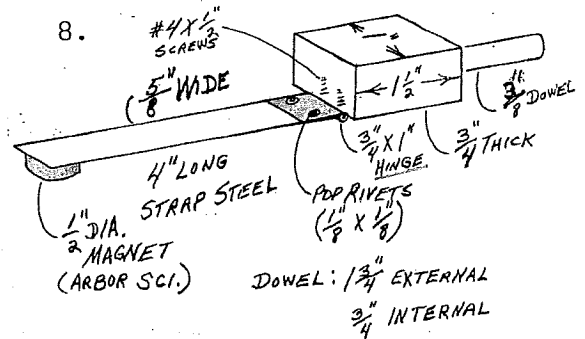 8.
#4 X 1/2"
SCREWS
1"
5/8" WIDE
1 1/2"
3/8" DOWEL
3/4" THICK
3/4" X 1"
HINGE
4" LONG
STRAP STEEL
POP RIVETS
(1/8" X 1/8")
1/2" DIA.
MAGNET
(ARBOR SCI.)
DOWEL: 1 3/4" EXTERNAL
3/4" INTERNAL